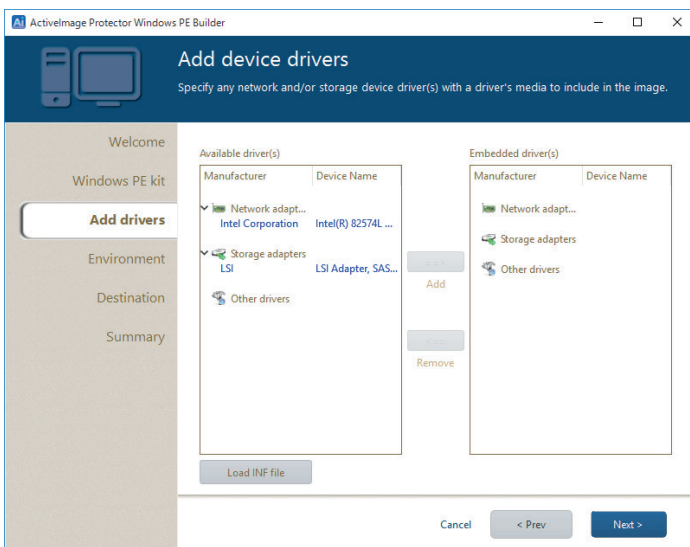 ActiveImage Protector Windows PE Builder
Add device drivers
Specify any network and/or storage device driver(s) with a driver's media to include in the image.
Welcome
Windows PE kit
Add drivers
Environment
Destination
Summary
Available driver(s)
Manufacturer Device Name
Network adapt...
Intel Corporation Intel(R) 82574L ...
Storage adapters
LSI LSI Adapter, SAS...
Other drivers
Load INF file
Add
Remove
Embedded driver(s)
Manufacturer Device Name
Network adapt...
Storage adapters
Other drivers
Cancel < Prev Next >